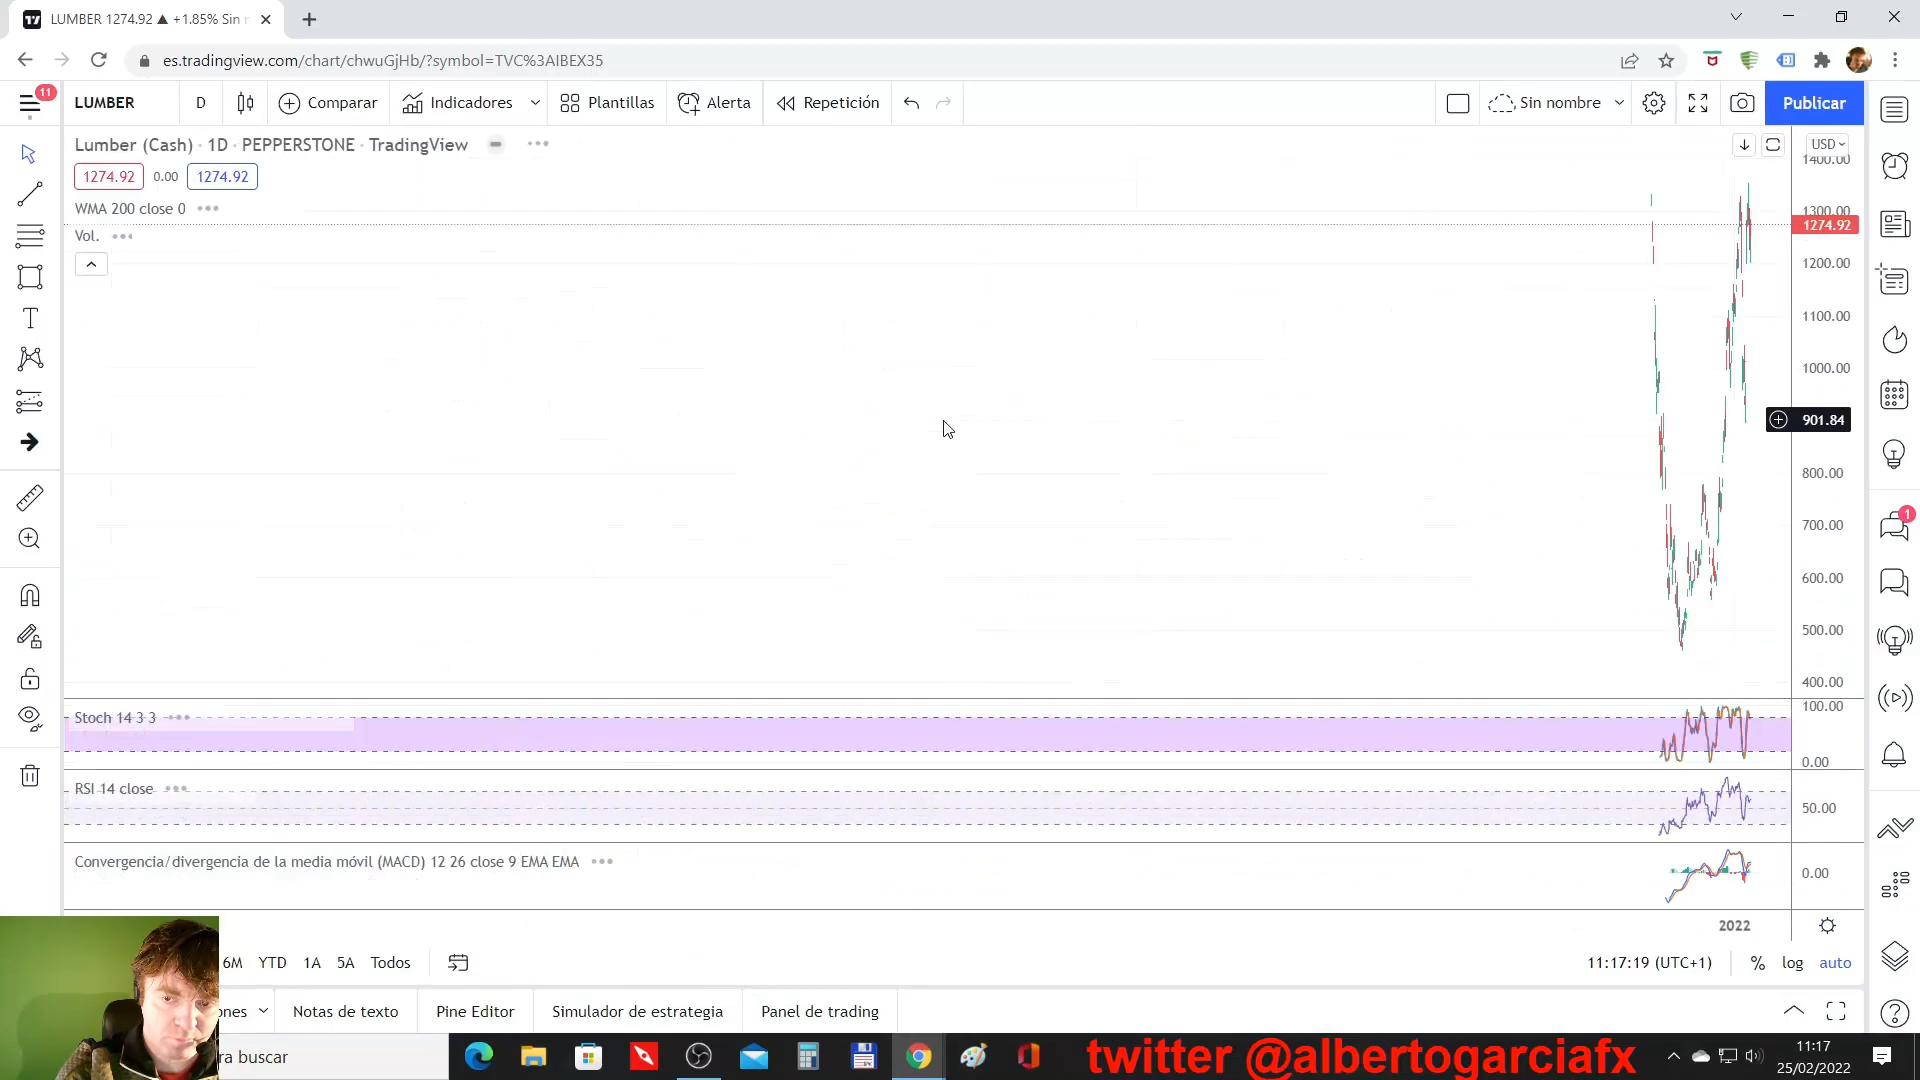 LUMBER 1274.92 ▲ +1.85% Sin
es.tradingview.com/chart/chwuGjHb/?symbol=TVC%3AIBEX35
11
LUMBER D Comparar Indicadores Plantillas Alerta Repetición Sin nombre Publicar
Lumber (Cash) · 1D · PEPPERSTONE · TradingView
USD
1274.92 0.00 1274.92
WMA 200 close 0
Vol.
1400.00
1300.00
1274.92
1200.00
1100.00
1000.00
901.84
800.00
700.00
600.00
500.00
400.00
1
Stoch 14 3 3
100.00
0.00
RSI 14 close
50.00
Convergencia/divergencia de la media móvil (MACD) 12 26 close 9 EMA EMA
0.00
2022
6M YTD 1A 5A Todos
11:17:19 (UTC+1) % log auto
ones Notas de texto Pine Editor Simulador de estrategia Panel de trading
ra buscar
twitter @albertogarciafx
11:17
25/02/2022